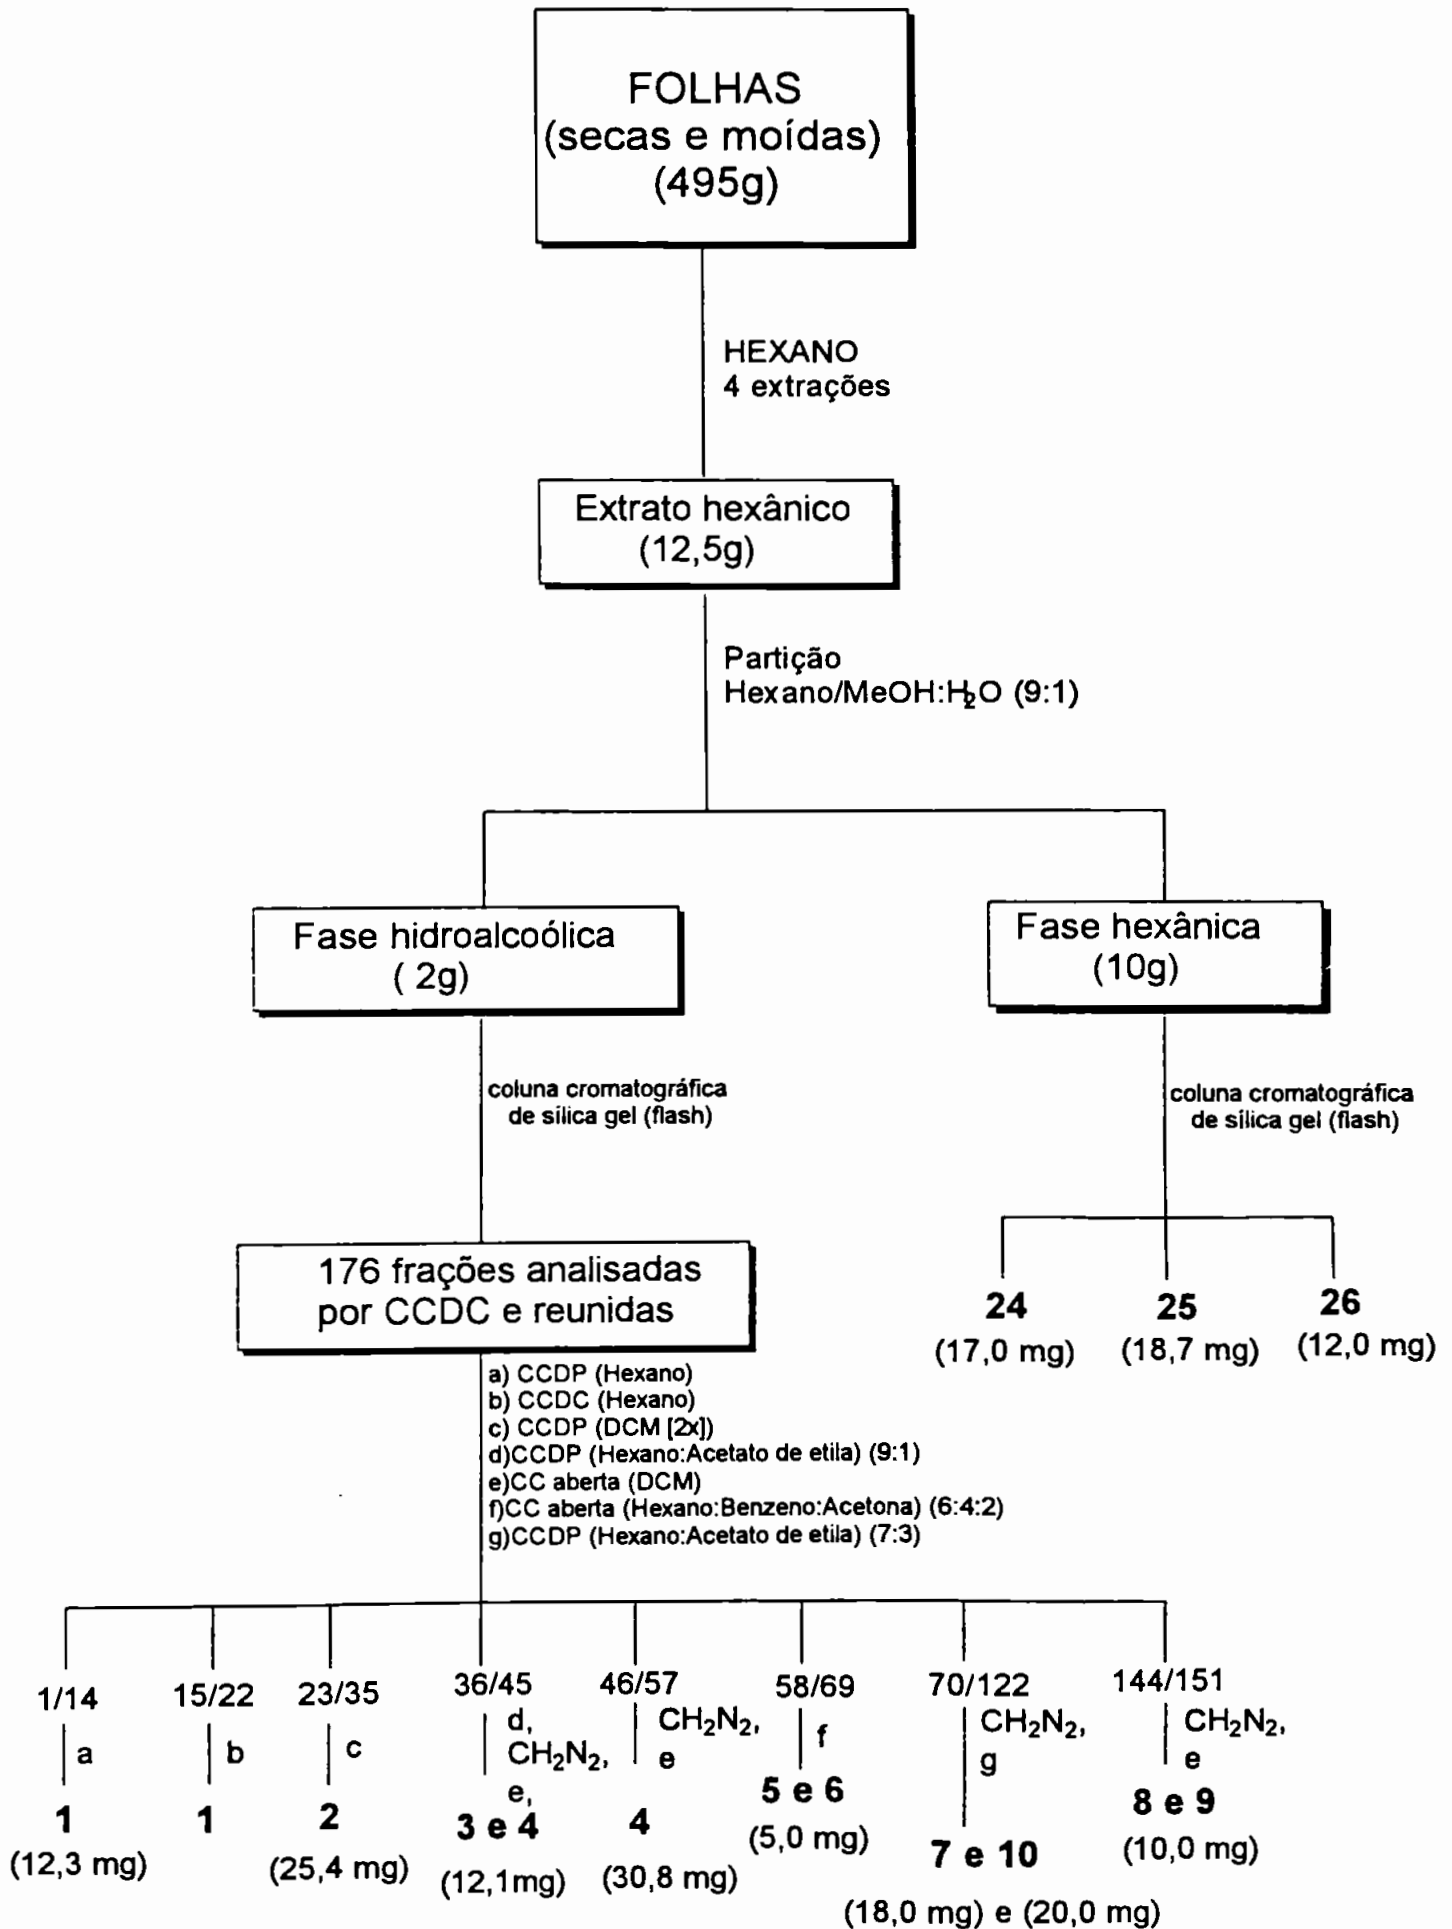 FOLHAS
(secas e moídas)
(495g)
HEXANO
4 extrações
Extrato hexânico
(12,5g)
Partição
Hexano/MeOH:H₂O (9:1)
Fase hidroalcoólica
( 2g)
Fase hexânica
(10g)
coluna cromatográfica
de sílica gel (flash)
coluna cromatográfica
de sílica gel (flash)
176 frações analisadas
por CCDC e reunidas
24
(17,0 mg)
25
(18,7 mg)
26
(12,0 mg)
a) CCDP (Hexano)
b) CCDC (Hexano)
c) CCDP (DCM [2x])
d)CCDP (Hexano:Acetato de etila) (9:1)
e)CC aberta (DCM)
f)CC aberta (Hexano:Benzeno:Acetona) (6:4:2)
g)CCDP (Hexano:Acetato de etila) (7:3)
1/14
a
1
(12,3 mg)
15/22
b
1
23/35
c
2
(25,4 mg)
36/45
d,
CH₂N₂,
e,
3 e 4
(12,1mg)
46/57
CH₂N₂,
e
4
(30,8 mg)
58/69
f
5 e 6
(5,0 mg)
70/122
CH₂N₂,
g
7 e 10
(18,0 mg) e (20,0 mg)
144/151
CH₂N₂,
e
8 e 9
(10,0 mg)